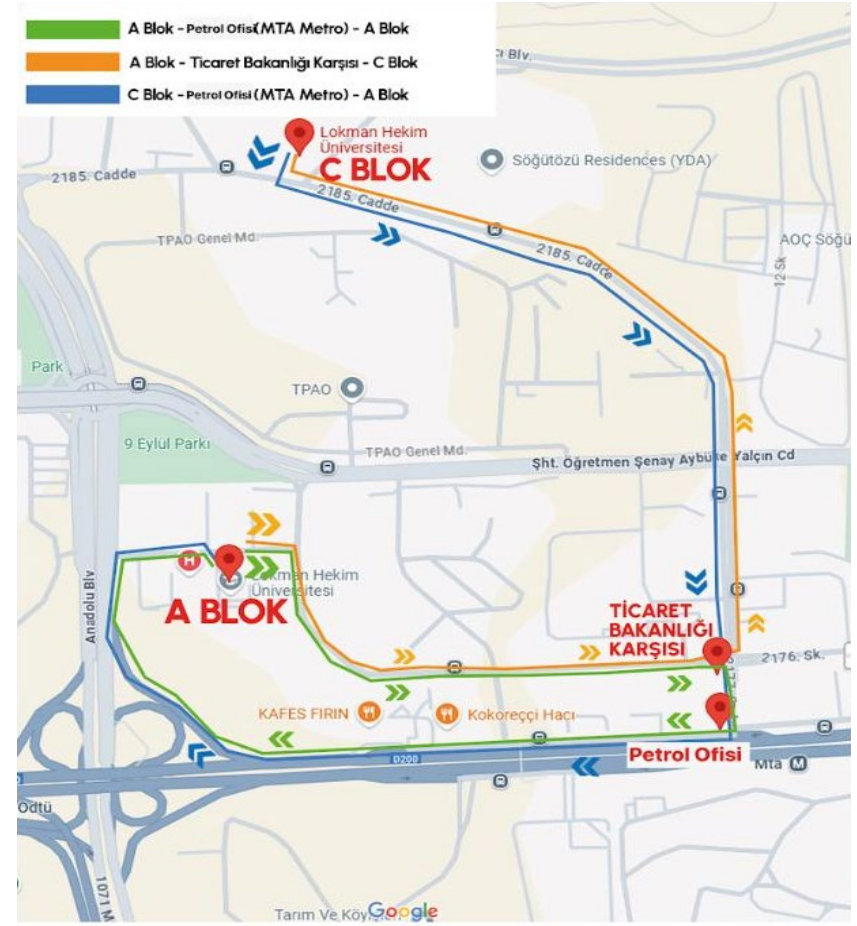 A Blok - Petrol Ofisi (MTA Metro) - A Blok
A Blok - Ticaret Bakanlığı Karşısı - C Blok
C Blok - Petrol Ofisi (MTA Metro) - A Blok
Blv.
Lokman Hekim
Üniversitesi
C BLOK
Söğütözü Residences (YDA)
2185. Cadde
2185. Cadde
TPAO Genel Md.
2185. Cadde
AOÇ Söğü
12 Sk
Park
TPAO
9 Eylül Parkı
TPAO Genel Md.
Şht. Öğretmen Şenay Aybüke Yalçın Cd
Anadolu Blv
Lokman Hekim
Üniversitesi
A BLOK
TİCARET
BAKANLIĞI
KARŞISI
2176. Sk.
KAFES FIRIN
Kokoreççi Hacı
Petrol Ofisi
D200
Mta
Odtü
1071 M
Tarım Ve Köy
Google